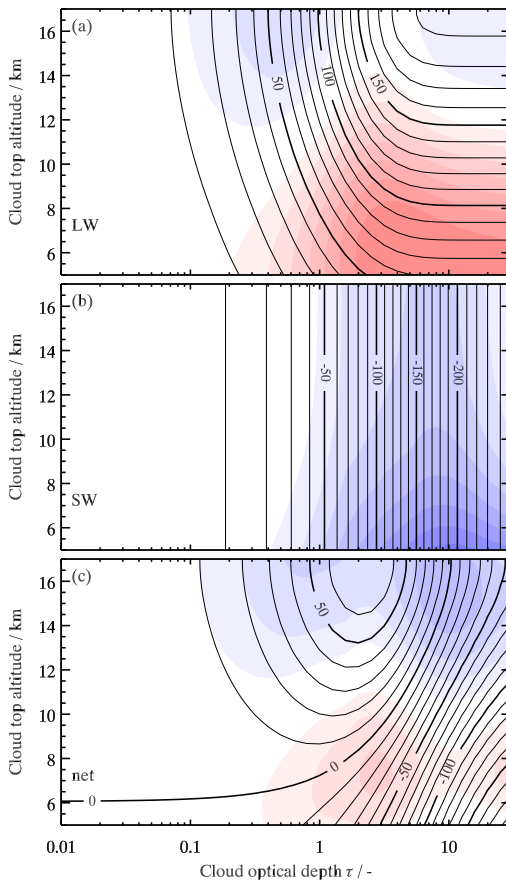 (a)
16
14
12
10
8
6
Cloud top altitude / km
LW
50
100
150
(b)
16
14
12
10
8
6
Cloud top altitude / km
SW
-50
-100
-150
-200
(c)
16
14
12
10
8
6
Cloud top altitude / km
net
50
0
0
-50
-100
0.01 0.1 1 10
Cloud optical depth τ / -